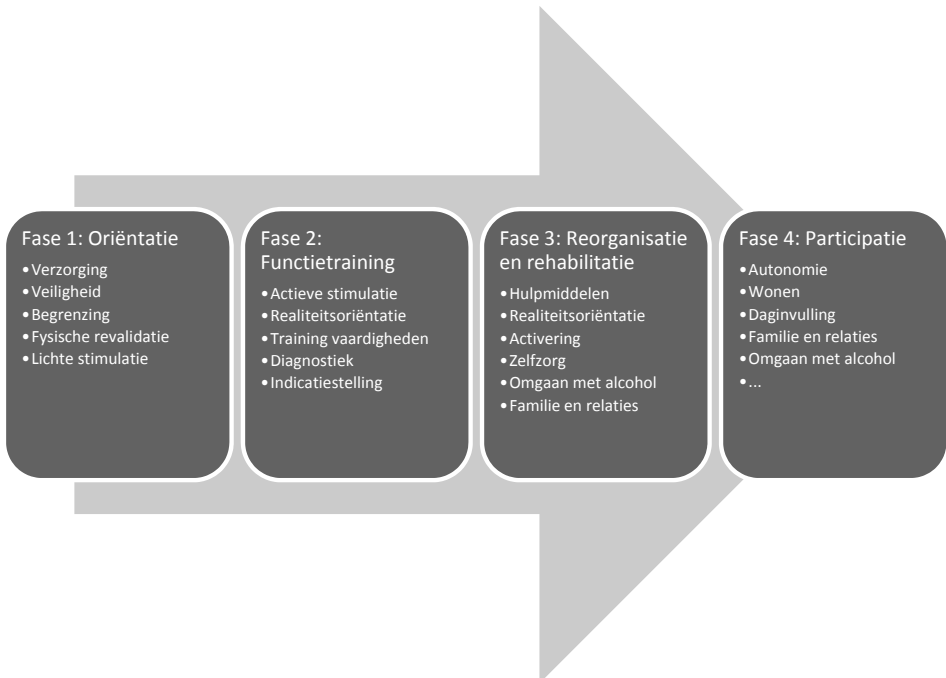 Fase 1: Oriëntatie
•Verzorging
•Veiligheid
•Begrenzing
•Fysische revalidatie
•Lichte stimulatie
Fase 2:
Functietraining
•Actieve stimulatie
•Realiteitsoriëntatie
•Training vaardigheden
•Diagnostiek
•Indicatiestelling
Fase 3: Reorganisatie
en rehabilitatie
•Hulpmiddelen
•Realiteitsoriëntatie
•Activering
•Zelfzorg
•Omgaan met alcohol
•Familie en relaties
Fase 4: Participatie
•Autonomie
•Wonen
•Daginvulling
•Familie en relaties
•Omgaan met alcohol
•...